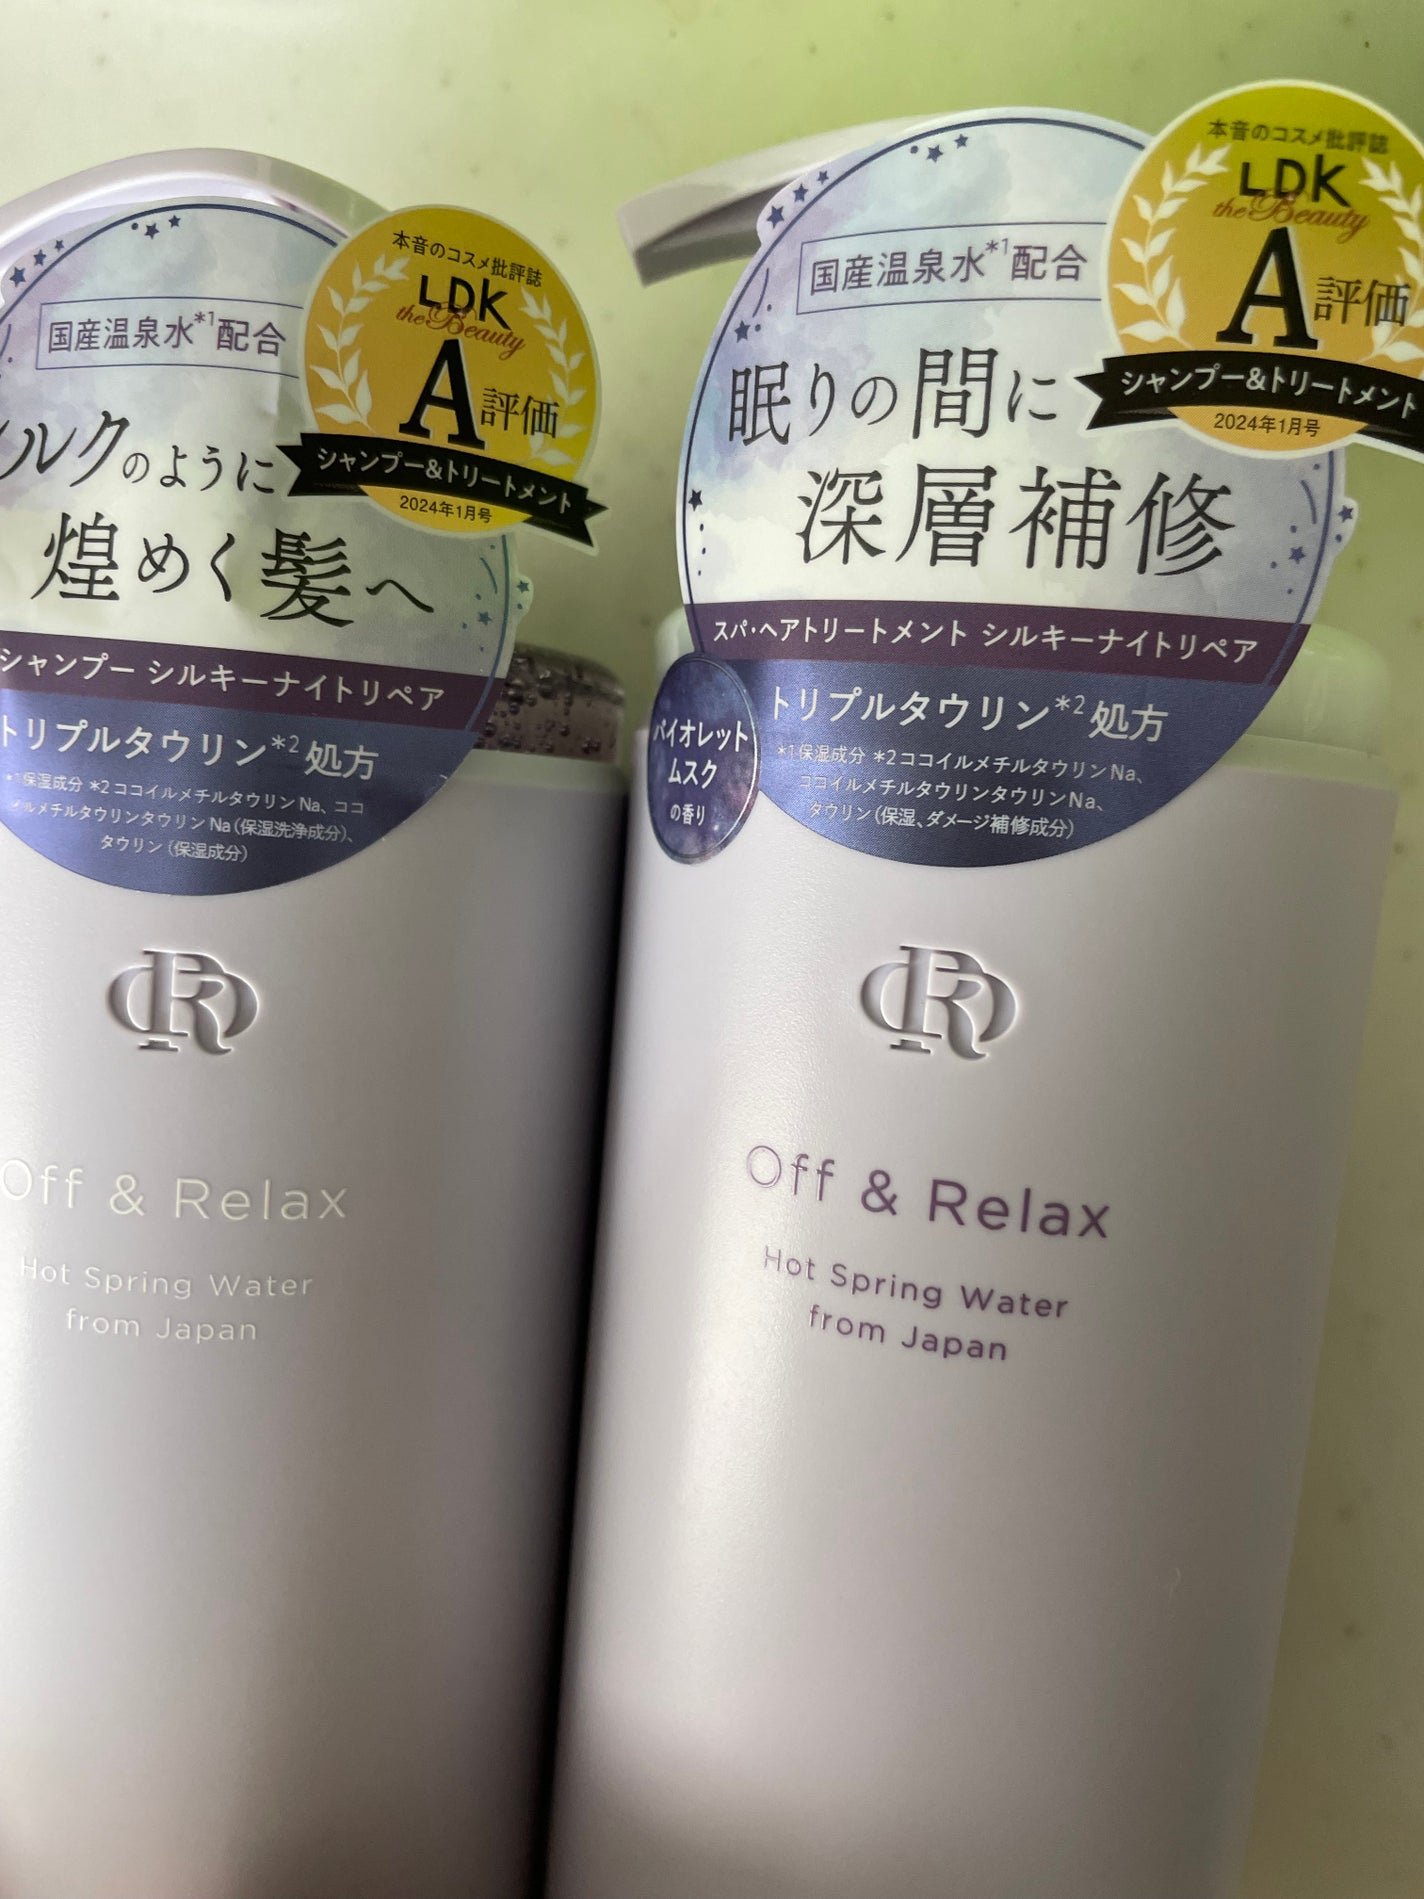 本音のコスメ批評誌
LDK
the Beauty
A評価
シャンプー&トリートメント
2024年1月号
国産温泉水*1配合
ルクのように
煌めく髪へ
シャンプー シルキーナイトリペア
トリプルタウリン*2処方
*1保湿成分 *2ココイルメチルタウリンNa、ココ
イルメチルタウリンタウリンNa(保湿洗浄成分)、
タウリン(保湿成分)
Off & Relax
Hot Spring Water
from Japan
本音のコスメ批評誌
LDK
the Beauty
A評価
シャンプー&トリートメント
2024年1月号
国産温泉水*1配合
眠りの間に
深層補修
スパ・ヘアトリートメント シルキーナイトリペア
バイオレット
ムスク
の香り
トリプルタウリン*2処方
*1保湿成分 *2ココイルメチルタウリンNa、
ココイルメチルタウリンタウリンNa、
タウリン(保湿、ダメージ補修成分)
Off & Relax
Hot Spring Water
from Japan